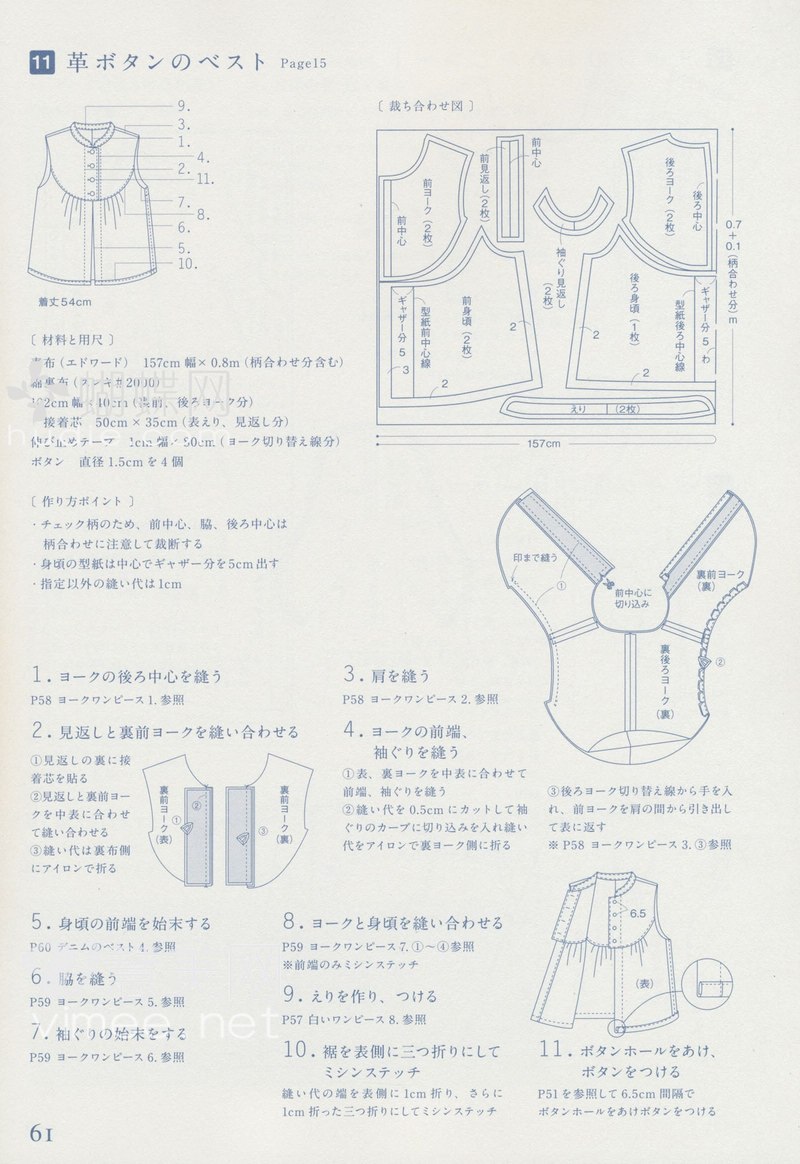 11 革ボタンのベスト Page15
9.
3.
1.
4.
2.
11.
7.
8.
6.
5.
10.
着丈54cm
〔 裁ち合わせ図 〕
前ヨーク(2枚)
前中心
前見返し(2枚)
前中心
袖ぐり見返し(2枚)
後ろヨーク(2枚)
後ろ中心
ギャザー分
5
3
型紙前中心線
前身頃(2枚)
2
2
後ろ身頃(1枚)
2
2
型紙後ろ中心線
ギャザー分
5
わ
えり (2枚)
0.7+0.1(柄合わせ分)m
157cm
〔 材料と用尺 〕
表布(エドワード) 157cm幅×0.8m(柄合わせ分含む)
2000)
幅×40cm(裏前、後ろヨーク分)
接着芯 50cm×35cm(表えり、見返し分)
伸び止めテープ 1cm幅×50cm(ヨーク切り替え線分)
ボタン 直径1.5cmを4個
〔 作り方ポイント 〕
・チェック柄のため、前中心、脇、後ろ中心は
柄合わせに注意して裁断する
・身頃の型紙は中心でギャザー分を5cm出す
・指定以外の縫い代は1cm
印まで縫う
①
前中心に
切り込み
裏前ヨーク
(裏)
裏後ろヨーク(裏)
②
1. ヨークの後ろ中心を縫う
P58 ヨークワンピース1.参照
2. 見返しと裏前ヨークを縫い合わせる
①見返しの裏に接
着芯を貼る
②見返しと裏前ヨー
クを中表に合わせ
て縫い合わせる
③縫い代は裏布側
にアイロンで折る
裏前ヨーク(表)
①
②
③
裏前ヨーク(裏)
3. 肩を縫う
P58 ヨークワンピース2.参照
4. ヨークの前端、
袖ぐりを縫う
①表、裏ヨークを中表に合わせて
前端、袖ぐりを縫う
②縫い代を0.5cmにカットして袖
ぐりのカーブに切り込みを入れ縫い
代をアイロンで裏ヨーク側に折る
③後ろヨーク切り替え線から手を入
れ、前ヨークを肩の間から引き出し
て表に返す
※P58 ヨークワンピース3.③参照
5. 身頃の前端を始末する
P60 デニムのベスト4.参照
6. 脇を縫う
P59 ヨークワンピース5.参照
7. 袖ぐりの始末をする
P59 ヨークワンピース6.参照
8. ヨークと身頃を縫い合わせる
P59 ヨークワンピース7.①〜④参照
※前端のみミシンステッチ
9. えりを作り、つける
P57 白いワンピース8.参照
10. 裾を表側に三つ折りにして
ミシンステッチ
縫い代の端を表側に1cm折り、さらに
1cm折った三つ折りにしてミシンステッチ
6.5
(表)
11. ボタンホールをあけ、
ボタンをつける
P51を参照して6.5cm間隔で
ボタンホールをあけボタンをつける
61
蝴蝶网
vimee.net